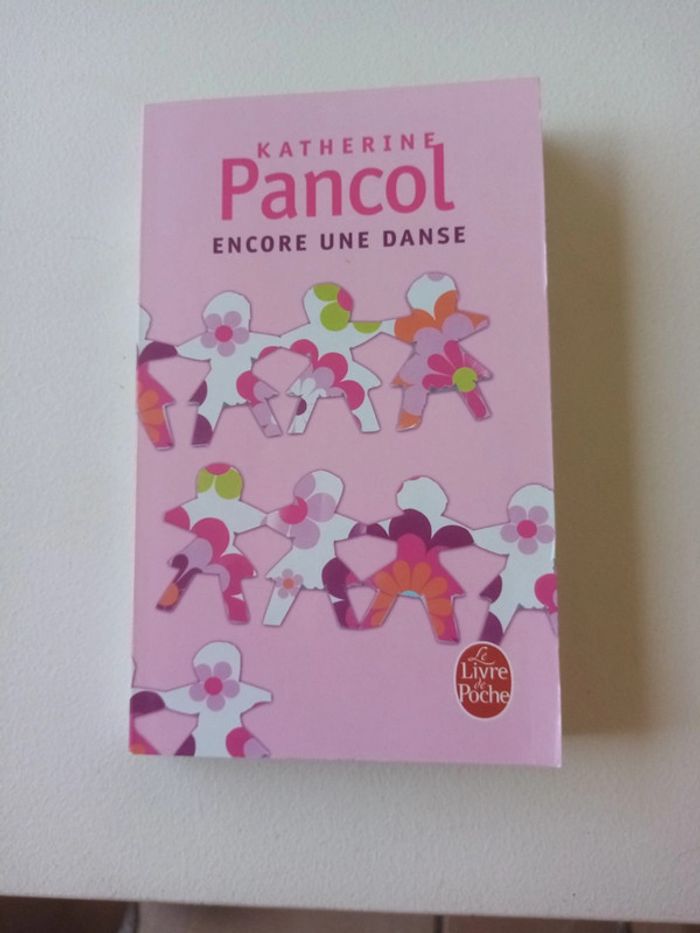 KATHERINE
Pancol
ENCORE UNE DANSE
Le
Livre
de
Poche